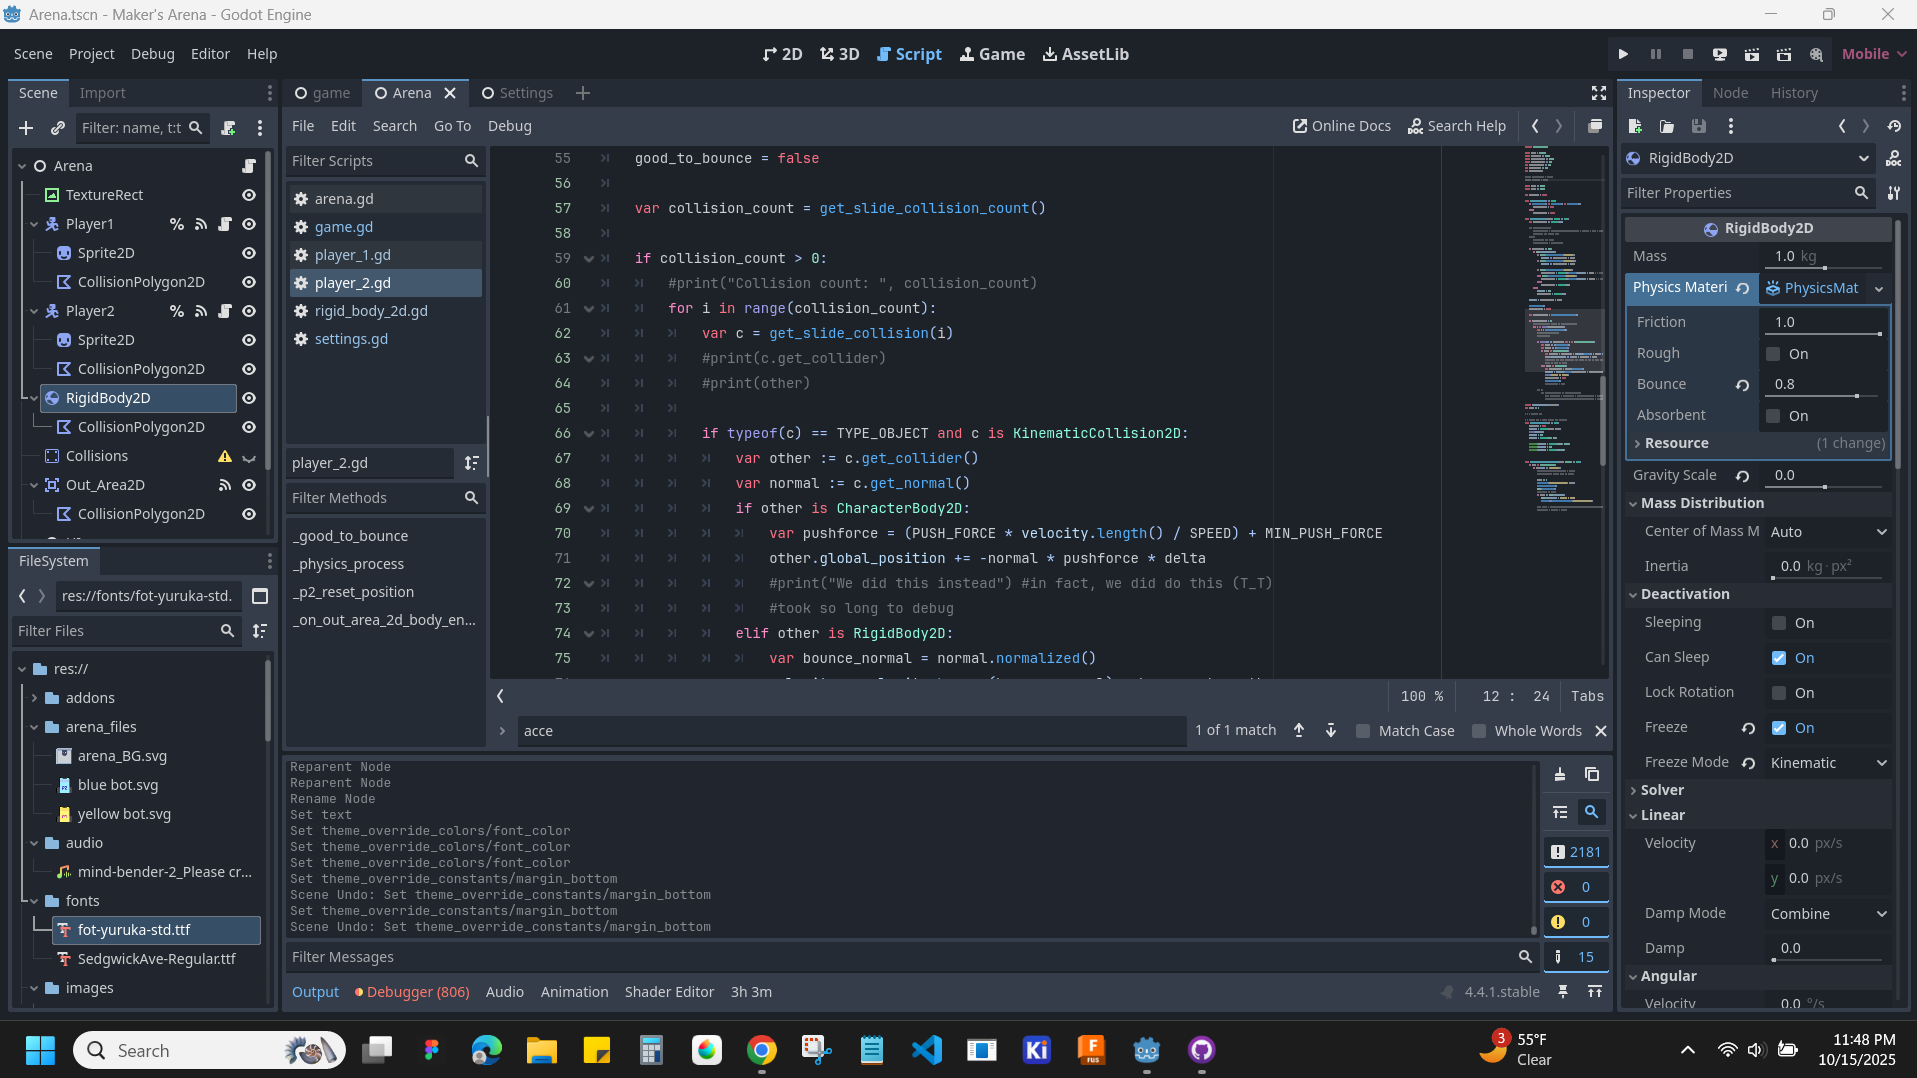 Arena.tscn - Maker's Arena - Godot Engine
Scene Project Debug Editor Help
2D 3D Script Game AssetLib
Mobile
Scene Import
Filter: name, t:t
Arena
TextureRect
Player1
Sprite2D
CollisionPolygon2D
Player2
Sprite2D
CollisionPolygon2D
RigidBody2D
CollisionPolygon2D
Collisions
Out_Area2D
CollisionPolygon2D
FileSystem
res://fonts/fot-yuruka-std.
Filter Files
res://
addons
arena_files
arena_BG.svg
blue bot.svg
yellow bot.svg
audio
mind-bender-2_Please cr...
fonts
fot-yuruka-std.ttf
SedgwickAve-Regular.ttf
images
game Arena Settings
File Edit Search Go To Debug
Online Docs Search Help
Filter Scripts
arena.gd
game.gd
player_1.gd
player_2.gd
rigid_body_2d.gd
settings.gd
player_2.gd
Filter Methods
_good_to_bounce
_physics_process
_p2_reset_position
_on_out_area_2d_body_en...
55 good_to_bounce = false
56
57 var collision_count = get_slide_collision_count()
58
59 if collision_count > 0:
60 #print("Collision count: ", collision_count)
61 for i in range(collision_count):
62 var c = get_slide_collision(i)
63 #print(c.get_collider)
64 #print(other)
65
66 if typeof(c) == TYPE_OBJECT and c is KinematicCollision2D:
67 var other := c.get_collider()
68 var normal := c.get_normal()
69 if other is CharacterBody2D:
70 var pushforce = (PUSH_FORCE * velocity.length() / SPEED) + MIN_PUSH_FORCE
71 other.global_position += -normal * pushforce * delta
72 #print("We did this instead") #in fact, we did do this (T_T)
73 #took so long to debug
74 elif other is RigidBody2D:
75 var bounce_normal = normal.normalized()
100 % 12 : 24 Tabs
acce 1 of 1 match Match Case Whole Words
Reparent Node
Reparent Node
Rename Node
Set text
Set theme_override_colors/font_color
Set theme_override_colors/font_color
Set theme_override_colors/font_color
Set theme_override_constants/margin_bottom
Scene Undo: Set theme_override_constants/margin_bottom
Set theme_override_constants/margin_bottom
Scene Undo: Set theme_override_constants/margin_bottom
2181
0
0
15
Filter Messages
Output Debugger (806) Audio Animation Shader Editor 3h 3m 4.4.1.stable
Inspector Node History
RigidBody2D
Filter Properties
RigidBody2D
Mass 1.0 kg
Physics Materi PhysicsMat
Friction 1.0
Rough On
Bounce 0.8
Absorbent On
Resource (1 change)
Gravity Scale 0.0
Mass Distribution
Center of Mass M Auto
Inertia 0.0 kg·px²
Deactivation
Sleeping On
Can Sleep On
Lock Rotation On
Freeze On
Freeze Mode Kinematic
Solver
Linear
Velocity x 0.0 px/s
y 0.0 px/s
Damp Mode Combine
Damp 0.0
Angular
Velocity 0.0 °/s
Search
Ki
F
FUS
3
55°F
Clear
11:48 PM
10/15/2025